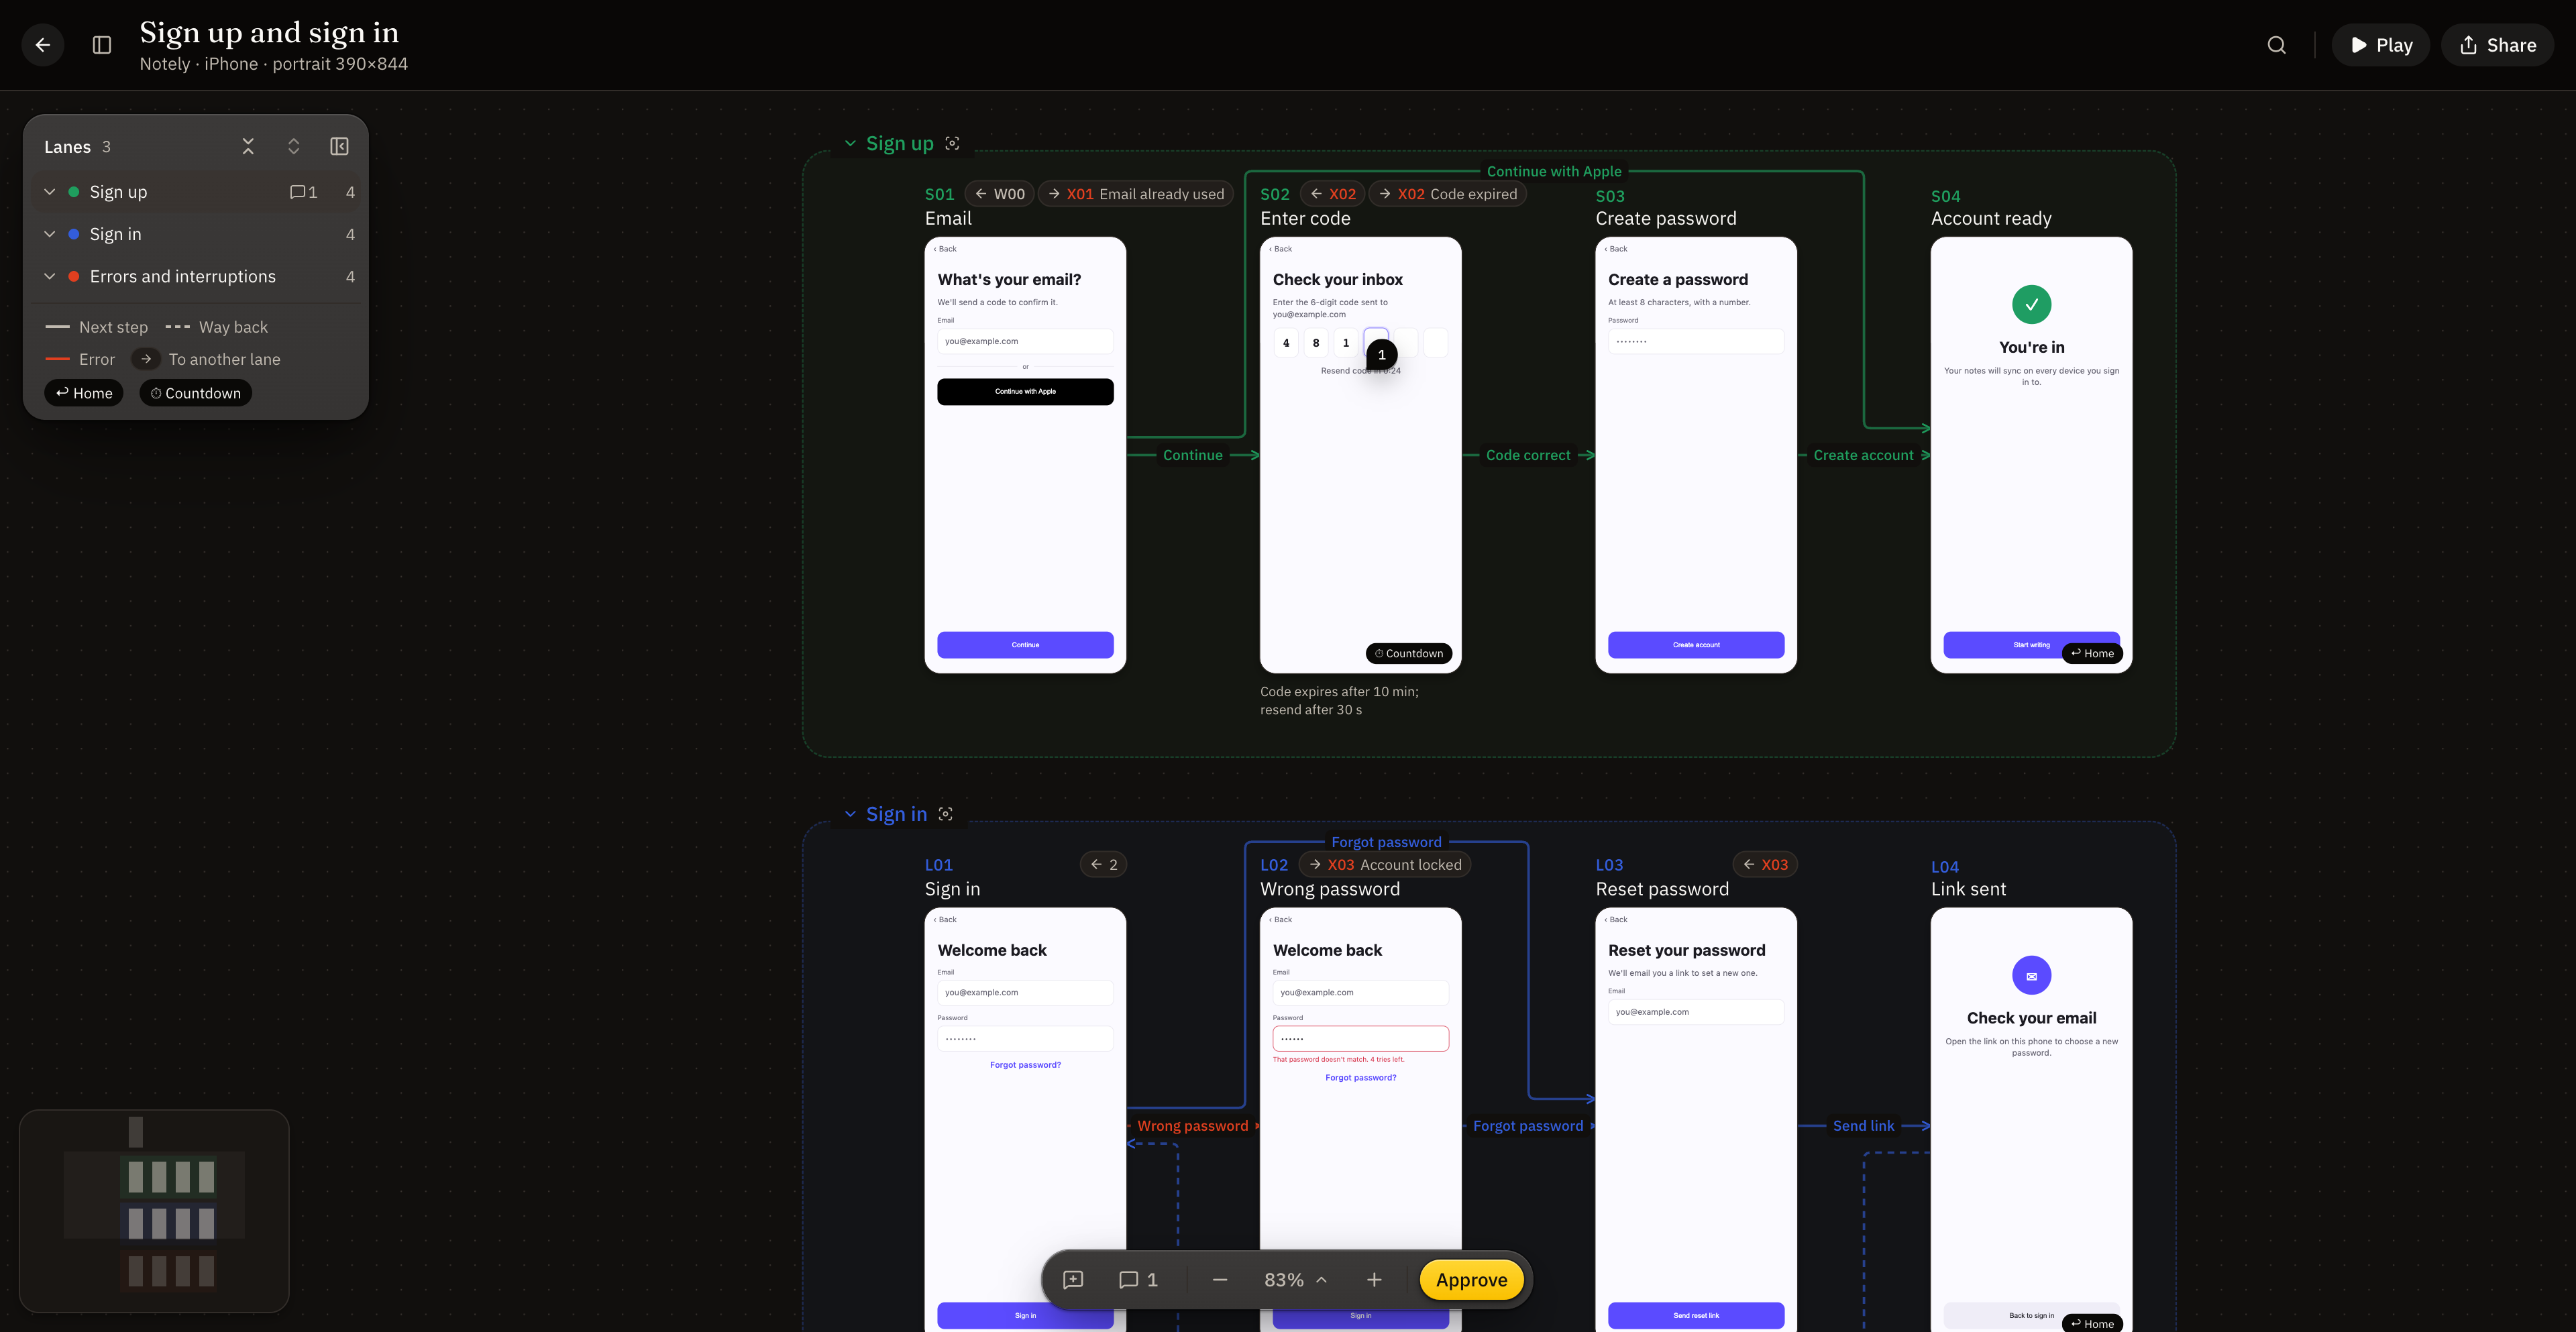 Sign up and sign in
Notely · iPhone · portrait 390×844
Play
Share
Lanes 3
Sign up 1 4
Sign in 4
Errors and interruptions 4
Next step
Way back
Error
→ To another lane
↩ Home
⏱ Countdown
Sign up
Continue with Apple
S01 ← W00 → X01 Email already used
Email
‹ Back
What's your email?
We'll send a code to confirm it.
Email
you@example.com
or
Continue with Apple
Continue
Continue
S02 ← X02 → X02 Code expired
Enter code
‹ Back
Check your inbox
Enter the 6-digit code sent to
you@example.com
4 8 1
1
Resend code in 0:24
⏱ Countdown
Code expires after 10 min;
resend after 30 s
Code correct
S03
Create password
‹ Back
Create a password
At least 8 characters, with a number.
Password
••••••••
Create account
Create account
S04
Account ready
✓
You're in
Your notes will sync on every device you sign
in to.
Start writing
↩ Home
Sign in
Forgot password
L01 ← 2
Sign in
‹ Back
Welcome back
Email
you@example.com
Password
••••••••
Forgot password?
Sign in
Wrong password
L02 → X03 Account locked
Wrong password
‹ Back
Welcome back
Email
you@example.com
Password
••••••
That password doesn't match. 4 tries left.
Forgot password?
Sign in
Forgot password
L03 ← X03
Reset password
‹ Back
Reset your password
We'll email you a link to set a new one.
Email
you@example.com
Send reset link
Send link
L04
Link sent
Check your email
Open the link on this phone to choose a new
password.
Back to sign in
↩ Home
1
83%
Approve